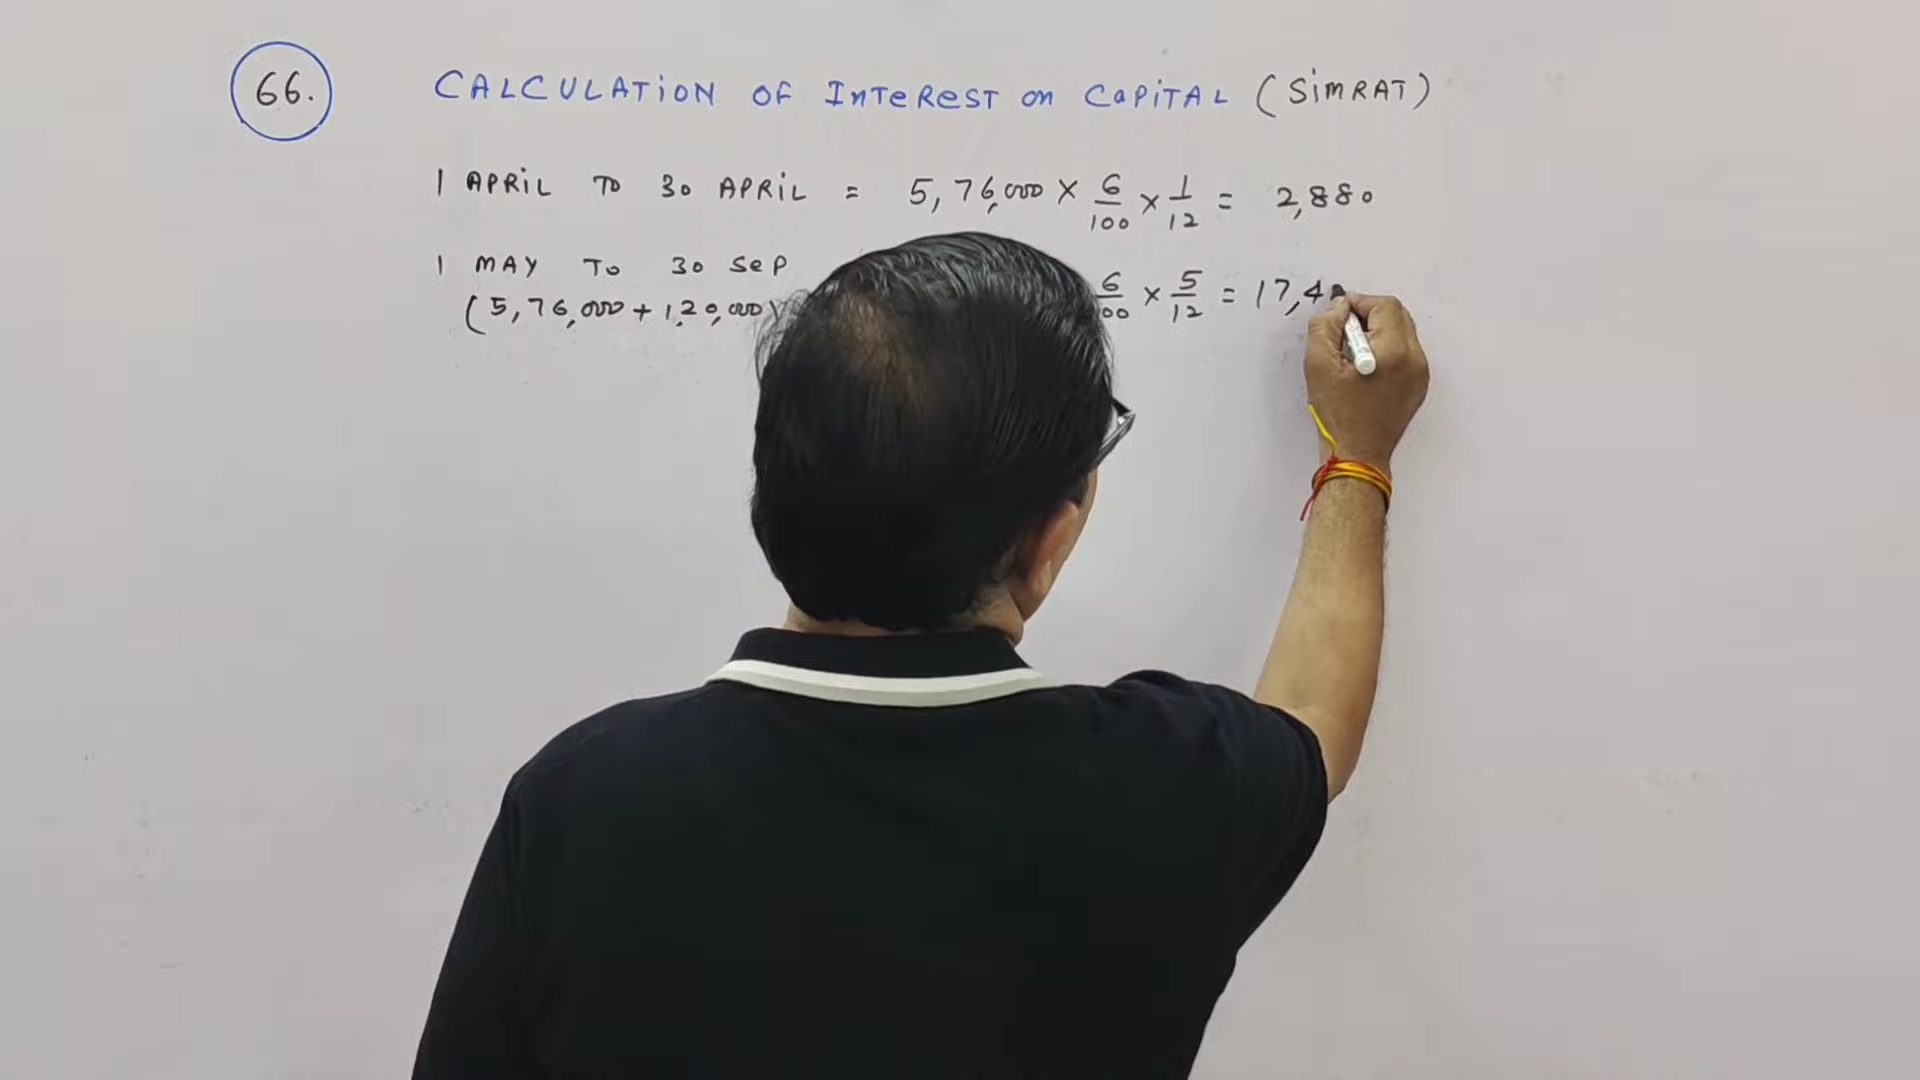 66. CALCULATION OF INTEREST ON CAPITAL (SIMRAT)
1 APRIL TO 30 APRIL = 5,76,000 × 6/100 × 1/12 = 2,880
1 MAY TO 30 SEP
(5,76,000 + 1,20,000) 6/100 × 5/12 = 17,4